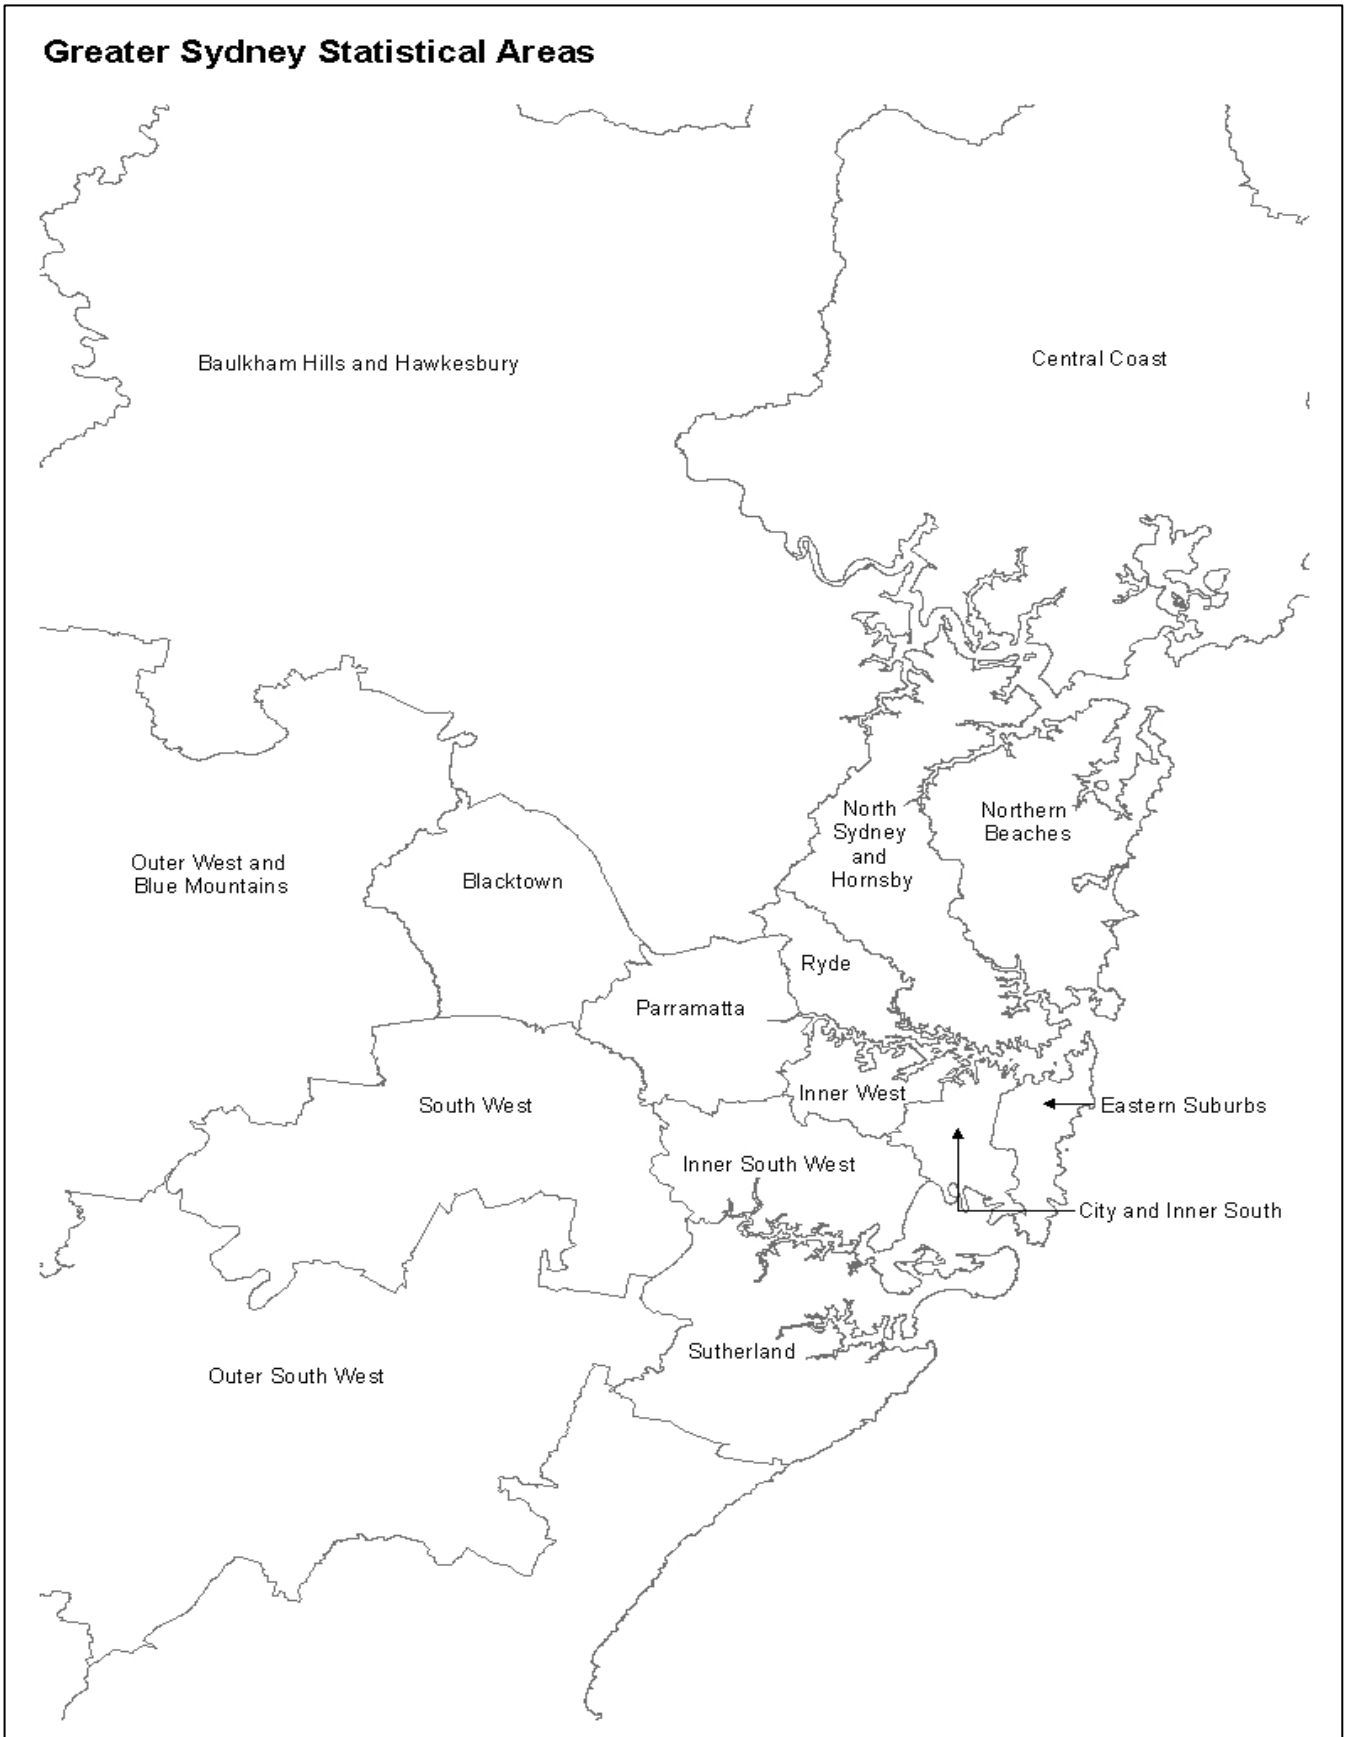 Greater Sydney Statistical Areas
Baulkham Hills and Hawkesbury
Central Coast
North
Sydney
and
Hornsby
Northern
Beaches
Outer West and
Blue Mountains
Blacktown
Ryde
Parramatta
Inner West
South West
Eastern Suburbs
Inner South West
City and Inner South
Sutherland
Outer South West